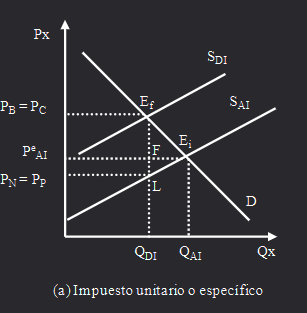 Px
S_DI
P_B = P_C
E_f
S_AI
P^e_AI
F
E_i
P_N = P_P
L
D
Q_DI
Q_AI
Qx
(a) Impuesto unitario o específico